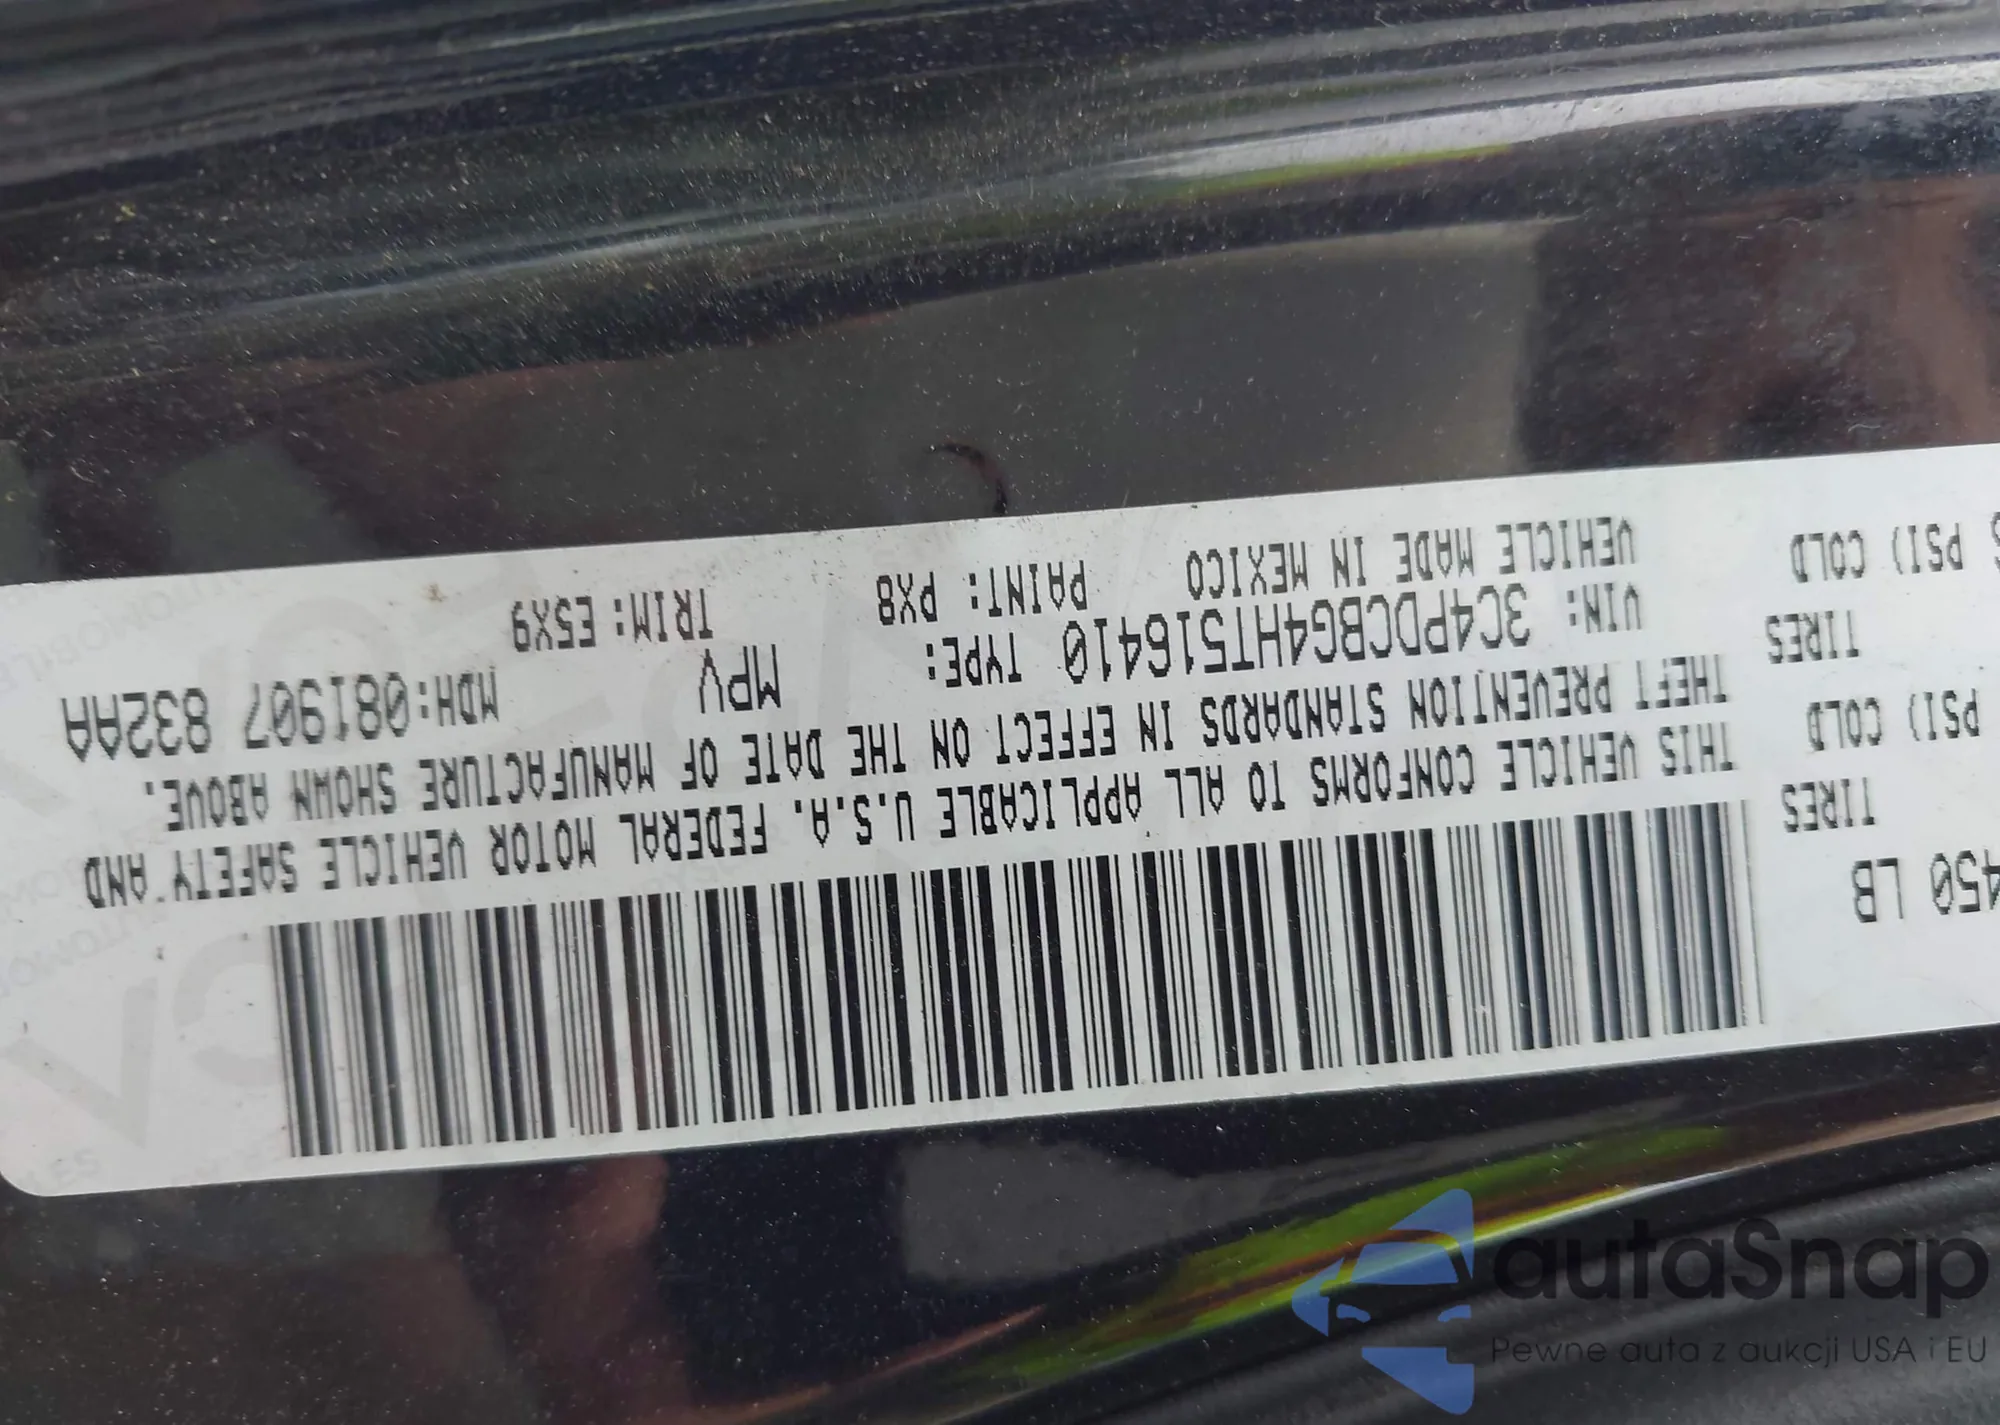 450 LB
TIRES
PSI) COLD
TIRES
PSI) COLD
THIS VEHICLE CONFORMS TO ALL APPLICABLE U.S.A. FEDERAL MOTOR VEHICLE SAFETY AND
THEFT PREVENTION STANDARDS IN EFFECT ON THE DATE OF MANUFACTURE SHOWN ABOVE.
VIN: 3C4PDCBG4HT516410 TYPE: MPV MDH:081907 832AA
VEHICLE MADE IN MEXICO PAINT: PX8 TRIM: E5X9
autaSnap
Pewne auta z aukcji USA i EU